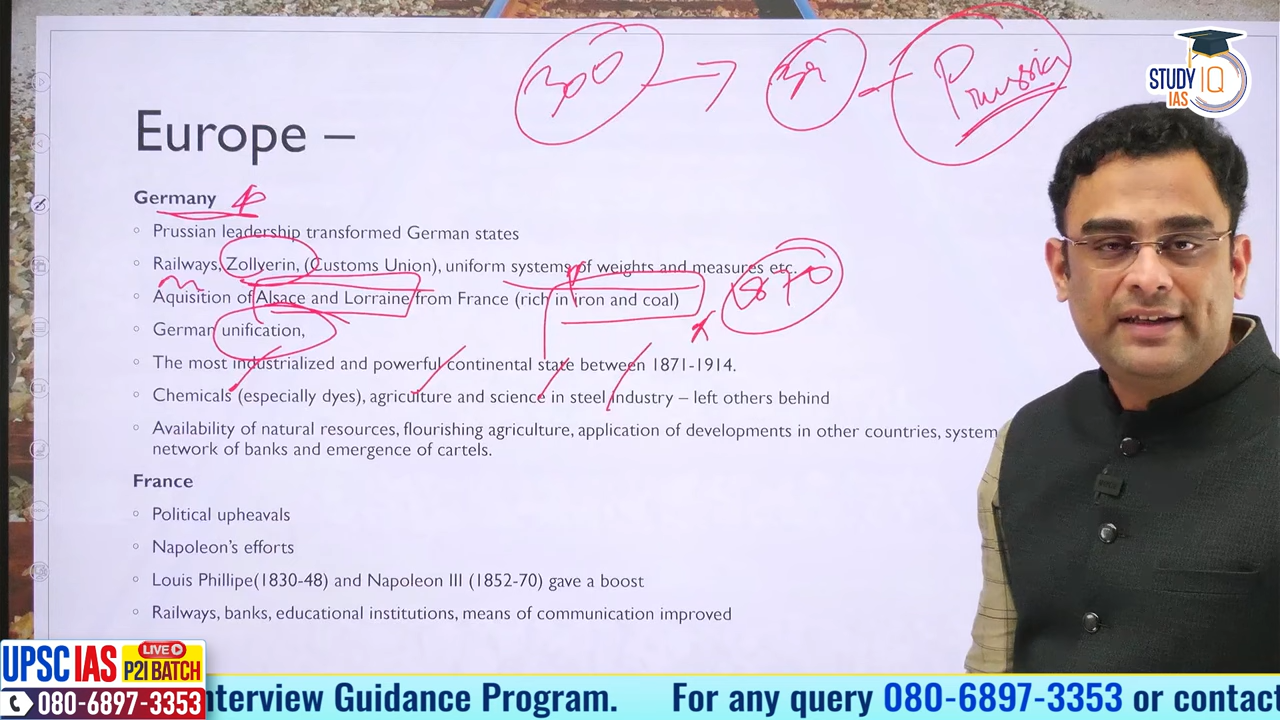 300 → 39 Prussia
STUDY IQ
IAS
Europe –
Germany
◦ Prussian leadership transformed German states
◦ Railways, Zollyerin, (Customs Union), uniform systems of weights and measures etc.
◦ Aquisition of Alsace and Lorraine from France (rich in iron and coal)
1870
◦ German unification,
◦ The most industrialized and powerful continental state between 1871-1914.
◦ Chemicals (especially dyes), agriculture and science in steel industry – left others behind
◦ Availability of natural resources, flourishing agriculture, application of developments in other countries, system
network of banks and emergence of cartels.
France
◦ Political upheavals
◦ Napoleon's efforts
◦ Louis Phillipe(1830-48) and Napoleon III (1852-70) gave a boost
◦ Railways, banks, educational institutions, means of communication improved
UPSC IAS LIVE P2I BATCH
080-6897-3353
nterview Guidance Program. For any query 080-6897-3353 or contact